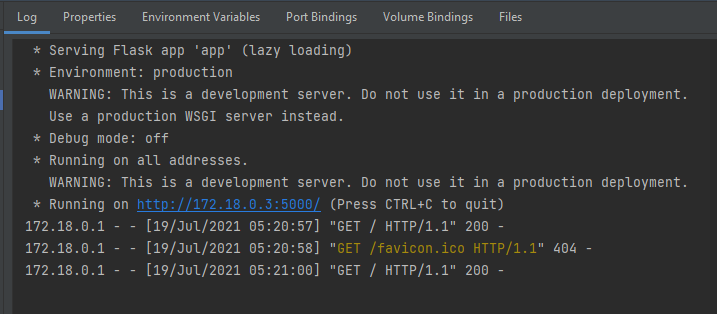 Log Properties Environment Variables Port Bindings Volume Bindings Files
* Serving Flask app 'app' (lazy loading)
* Environment: production
WARNING: This is a development server. Do not use it in a production deployment.
Use a production WSGI server instead.
* Debug mode: off
* Running on all addresses.
WARNING: This is a development server. Do not use it in a production deployment.
* Running on http://172.18.0.3:5000/ (Press CTRL+C to quit)
172.18.0.1 - - [19/Jul/2021 05:20:57] "GET / HTTP/1.1" 200 -
172.18.0.1 - - [19/Jul/2021 05:20:58] "GET /favicon.ico HTTP/1.1" 404 -
172.18.0.1 - - [19/Jul/2021 05:21:00] "GET / HTTP/1.1" 200 -